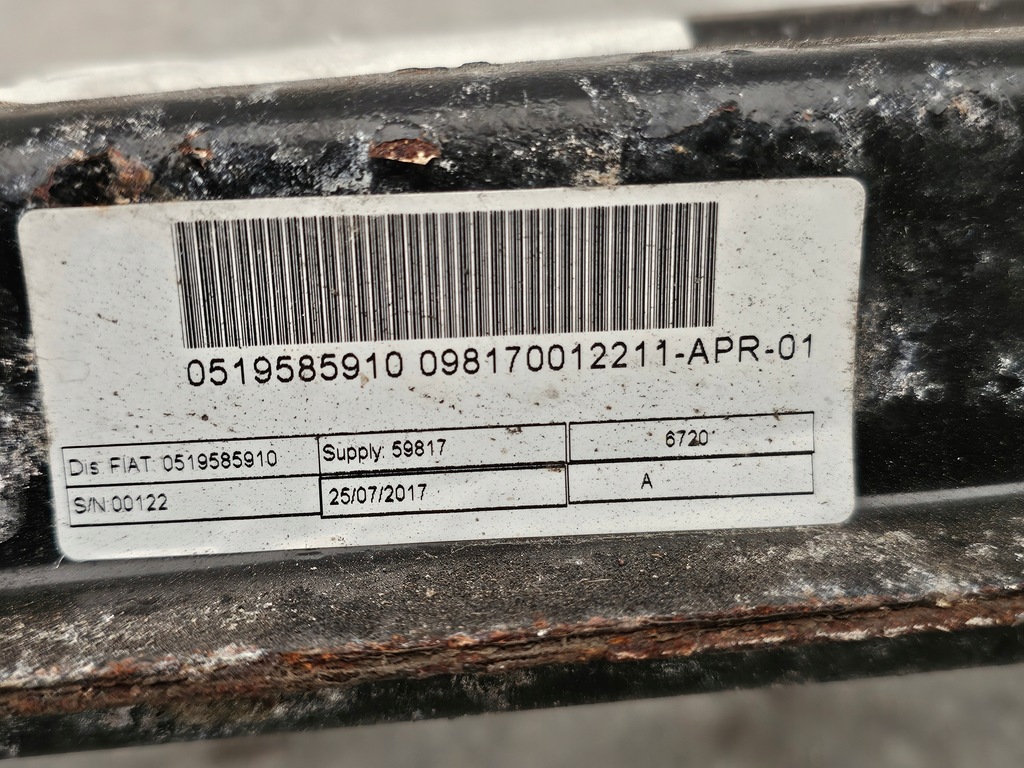 0519585910 098170012211-APR-01
Dis FIAT: 0519585910 Supply: 59817 6720
S/N 00122 25/07/2017 A